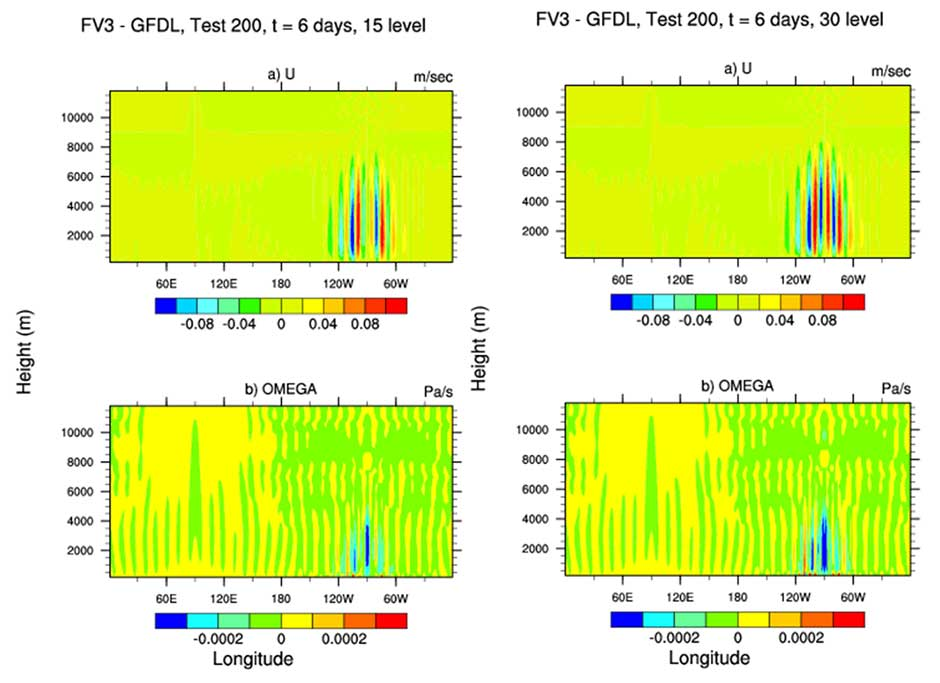 FV3 - GFDL, Test 200, t = 6 days, 15 level
a) U
m/sec
10000
8000
6000
4000
2000
60E 120E 180 120W 60W
-0.08 -0.04 0 0.04 0.08
Height (m)
b) OMEGA
Pa/s
10000
8000
6000
4000
2000
60E 120E 180 120W 60W
-0.0002 0 0.0002
Longitude
FV3 - GFDL, Test 200, t = 6 days, 30 level
a) U
m/sec
10000
8000
6000
4000
2000
60E 120E 180 120W 60W
-0.08 -0.04 0 0.04 0.08
Height (m)
b) OMEGA
Pa/s
10000
8000
6000
4000
2000
60E 120E 180 120W 60W
-0.0002 0 0.0002
Longitude